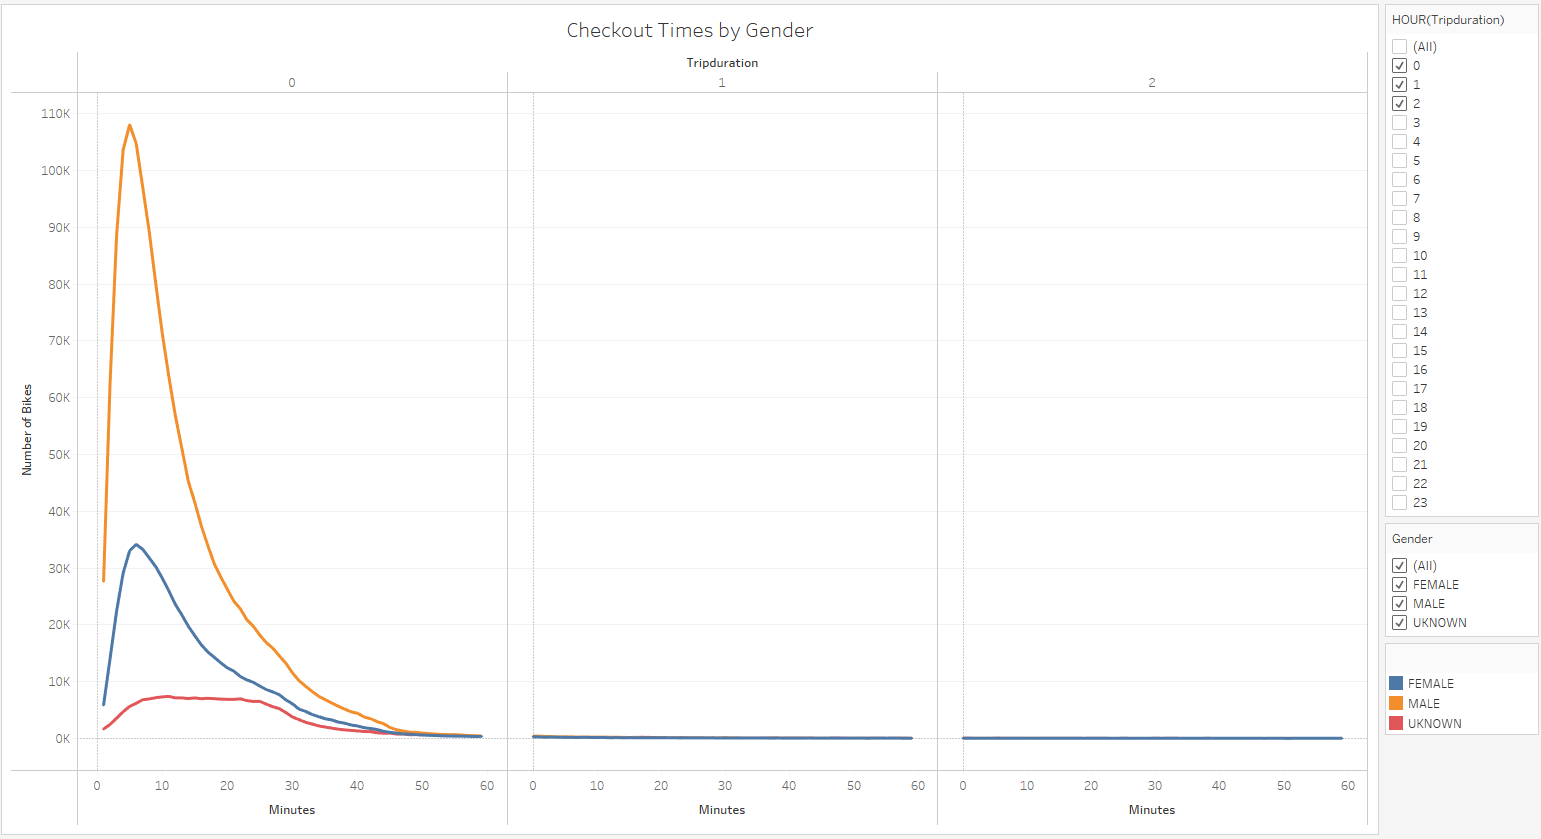 Checkout Times by Gender
Tripduration
0 1 2
110K
100K
90K
80K
70K
60K
50K
40K
30K
20K
10K
0K
Number of Bikes
0 10 20 30 40 50 60 0 10 20 30 40 50 60 0 10 20 30 40 50 60
Minutes Minutes Minutes
HOUR(Tripduration)
(All)
0
1
2
3
4
5
6
7
8
9
10
11
12
13
14
15
16
17
18
19
20
21
22
23
Gender
(All)
FEMALE
MALE
UKNOWN
FEMALE
MALE
UKNOWN